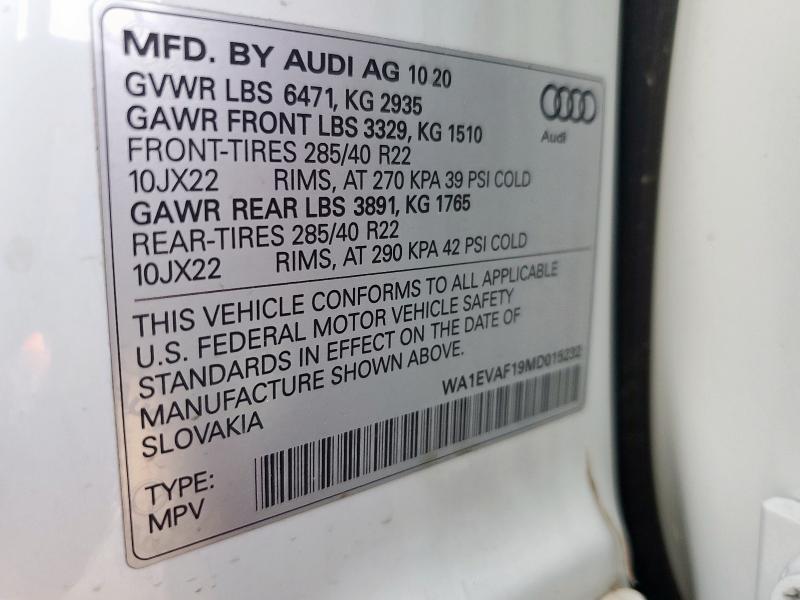 MFD. BY AUDI AG 10 20
GVWR LBS 6471, KG 2935
GAWR FRONT LBS 3329, KG 1510
FRONT-TIRES 285/40 R22
10JX22 RIMS, AT 270 KPA 39 PSI COLD
GAWR REAR LBS 3891, KG 1765
REAR-TIRES 285/40 R22
10JX22 RIMS, AT 290 KPA 42 PSI COLD
Audi
THIS VEHICLE CONFORMS TO ALL APPLICABLE
U.S. FEDERAL MOTOR VEHICLE SAFETY
STANDARDS IN EFFECT ON THE DATE OF
MANUFACTURE SHOWN ABOVE.
SLOVAKIA
WA1EVAF19MD015232
TYPE:
MPV